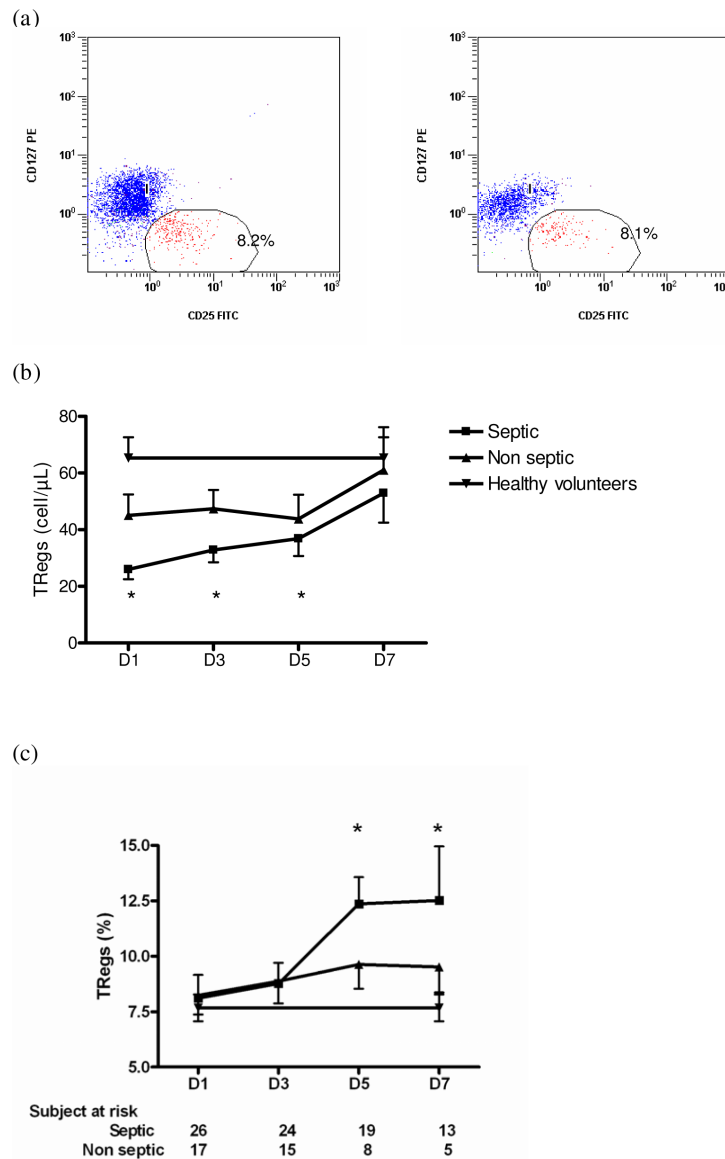 (a)
10³ 10³
10² 10²
10¹ 10¹
10⁰ 10⁰
CD127 PE CD127 PE
8.2% 8.1%
10⁰ 10¹ 10² 10³ 10⁰ 10¹ 10² 10
CD25 FITC CD25 FITC
(b)
80
60
40
20
0
TRegs (cell/µL)
* * *
D1 D3 D5 D7
Septic
Non septic
Healthy volunteers
(c)
* *
15.0
12.5
10.0
7.5
5.0
TRegs (%)
D1 D3 D5 D7
Subject at risk
Septic 26 24 19 13
Non septic 17 15 8 5